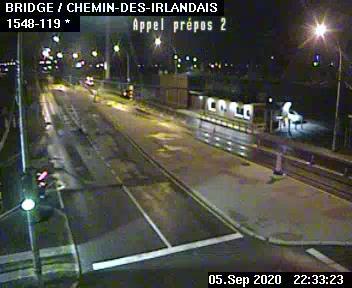 BRIDGE / CHEMIN-DES-IRLANDAIS
1548-119 *
Appel prépos 2
05.Sep 2020 22:33:23